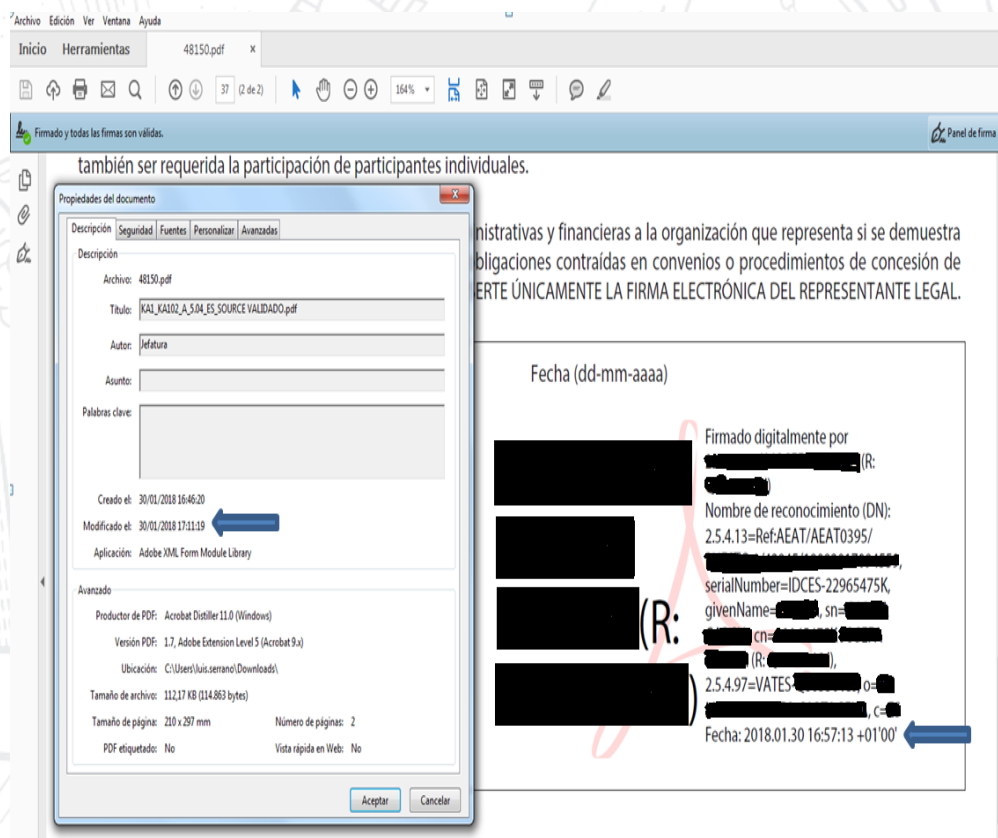 Archivo Edición Ver Ventana Ayuda
Inicio Herramientas 48150.pdf x
37 (2 de 2) 164%
Firmado y todas las firmas son válidas. Panel de firma
también ser requerida la participación de participantes individuales.
Propiedades del documento
Descripción Seguridad Fuentes Personalizar Avanzadas
Descripción
Archivo: 48150.pdf
Título: KA1_KA102_A_5.04_ES_SOURCE VALIDADO.pdf
Autor: Jefatura
Asunto:
Palabras clave:
Creado el: 30/01/2018 16:46:20
Modificado el: 30/01/2018 17:11:19
Aplicación: Adobe XML Form Module Library
Avanzado
Productor de PDF: Acrobat Distiller 11.0 (Windows)
Versión PDF: 1.7, Adobe Extension Level 5 (Acrobat 9.x)
Ubicación: C:\Users\luis.serrano\Downloads\
Tamaño de archivo: 112,17 KB (114.863 bytes)
Tamaño de página: 210 x 297 mm Número de páginas: 2
PDF etiquetado: No Vista rápida en Web: No
Aceptar Cancelar
nistrativas y financieras a la organización que representa si se demuestra
bligaciones contraídas en convenios o procedimientos de concesión de
ERTE ÚNICAMENTE LA FIRMA ELECTRÓNICA DEL REPRESENTANTE LEGAL.
Fecha (dd-mm-aaaa)
(R:
)
Firmado digitalmente por
(R:
)
Nombre de reconocimiento (DN):
2.5.4.13=Ref:AEAT/AEAT0395/
,
serialNumber=IDCES-22965475K,
givenName= , sn=
cn=
(R: ),
2.5.4.97=VATES- , o=
, c=
Fecha: 2018.01.30 16:57:13 +01'00'